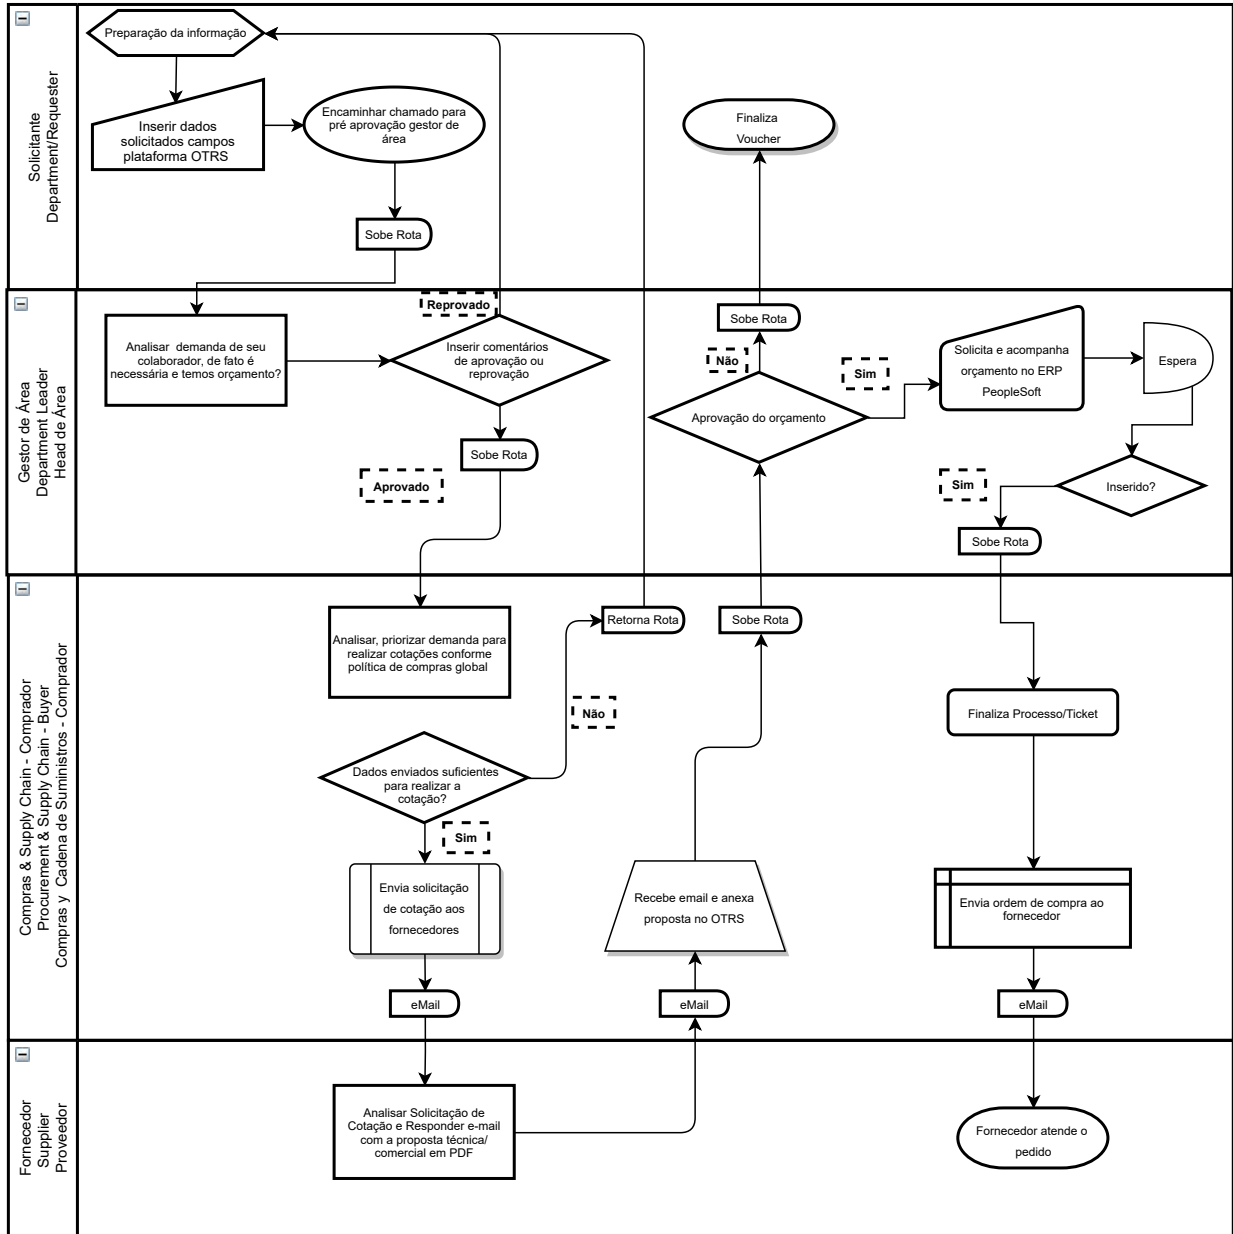 Solicitante
Department/Requester
Preparação da informação
Inserir dados
solicitados campos
plataforma OTRS
Encaminhar chamado para
pré aprovação gestor de
área
Sobe Rota
Finaliza
Voucher
Gestor de Área
Department Leader
Head de Área
Analisar demanda de seu
colaborador, de fato é
necessária e temos orçamento?
Reprovado
Inserir comentários
de aprovação ou
reprovação
Sobe Rota
Aprovado
Sobe Rota
Não
Sim
Aprovação do orçamento
Solicita e acompanha
orçamento no ERP
PeopleSoft
Espera
Inserido?
Sim
Sobe Rota
Compras & Supply Chain - Comprador
Procurement & Supply Chain - Buyer
Compras y Cadena de Suministros - Comprador
Analisar, priorizar demanda para
realizar cotações conforme
política de compras global
Retorna Rota
Sobe Rota
Não
Dados enviados suficientes
para realizar a
cotação?
Sim
Envia solicitação
de cotação aos
fornecedores
eMail
Recebe email e anexa
proposta no OTRS
eMail
Finaliza Processo/Ticket
Envia ordem de compra ao
fornecedor
eMail
Fornecedor
Supplier
Proveedor
Analisar Solicitação de
Cotação e Responder e-mail
com a proposta técnica/
comercial em PDF
Fornecedor atende o
pedido